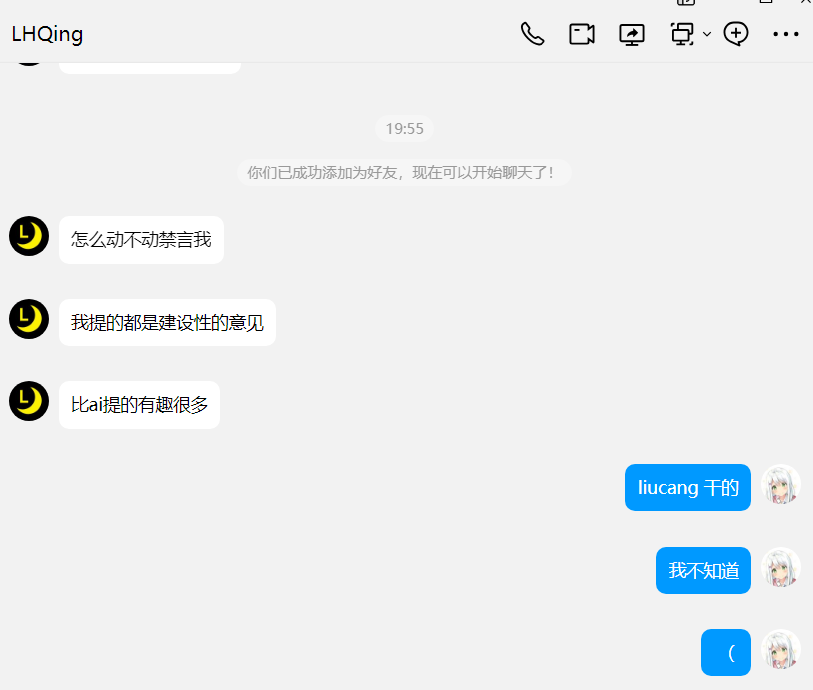 LHQing
19:55
你们已成功添加为好友，现在可以开始聊天了！
怎么动不动禁言我
我提的都是建设性的意见
比ai提的有趣很多
liucang 干的
我不知道
（